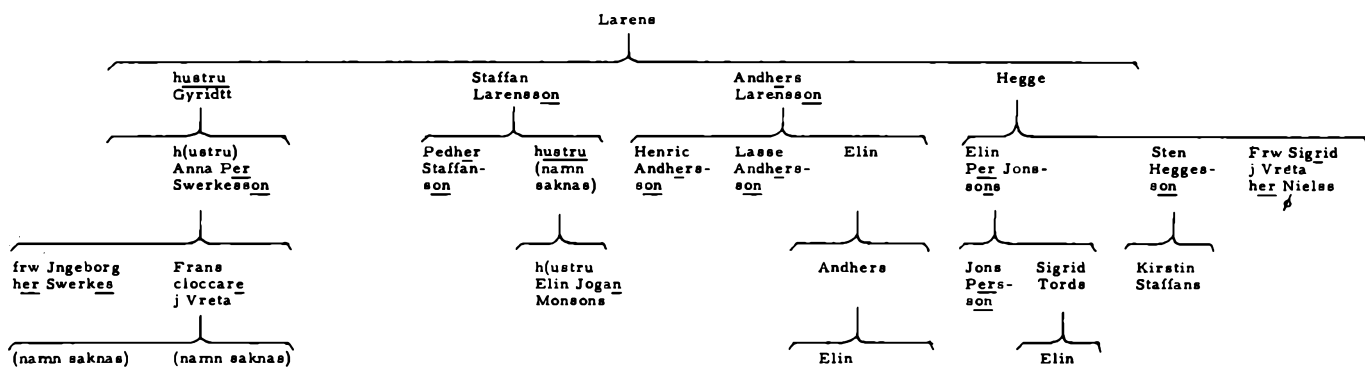 Larens
hustru
Gyridtt
Staffan
Larensson
Andhers
Larensson
Hegge
h(ustru)
Anna Per
Swerkesson
Pedher
Staffan-
son
hustru
(namn
saknas)
Henric
Andhers-
son
Lasse
Andhers-
son
Elin
Elin
Per Jons-
sons
Sten
Hegges-
son
Frw Sigrid
j Vreta
her Nielss
ø
frw Jngeborg
her Swerkes
Frans
cloccare
j Vreta
h(ustru
Elin Jogan
Monsons
Andhers
Jons
Pers-
son
Sigrid
Tords
Kirstin
Staffans
(namn saknas)
(namn saknas)
Elin
Elin